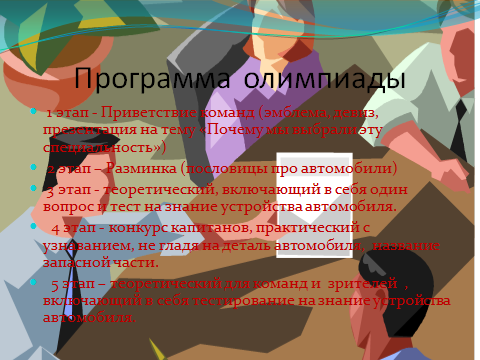 Программа олимпиады
1 этап - Приветствие команд (эмблема, девиз,
презентация на тему «Почему мы выбрали эту
специальность»)
2 этап – Разминка (пословицы про автомобили)
3 этап - теоретический, включающий в себя один
вопрос и тест на знание устройства автомобиля.
4 этап - конкурс капитанов, практический с
узнаванием, не глядя на деталь автомобиля, название
запасной части.
5 этап – теоретический для команд и зрителей ,
включающий в себя тестирование на знание устройства
автомобиля.